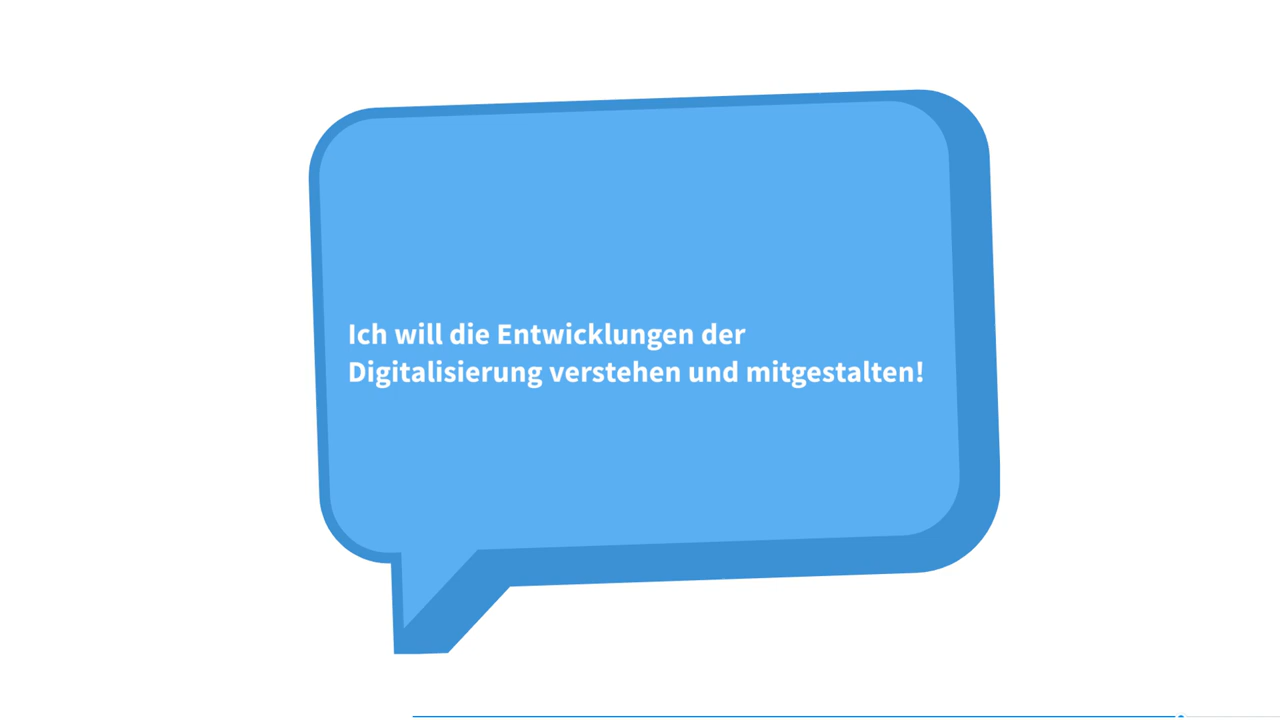 Ich will die Entwicklungen der
Digitalisierung verstehen und mitgestalten!